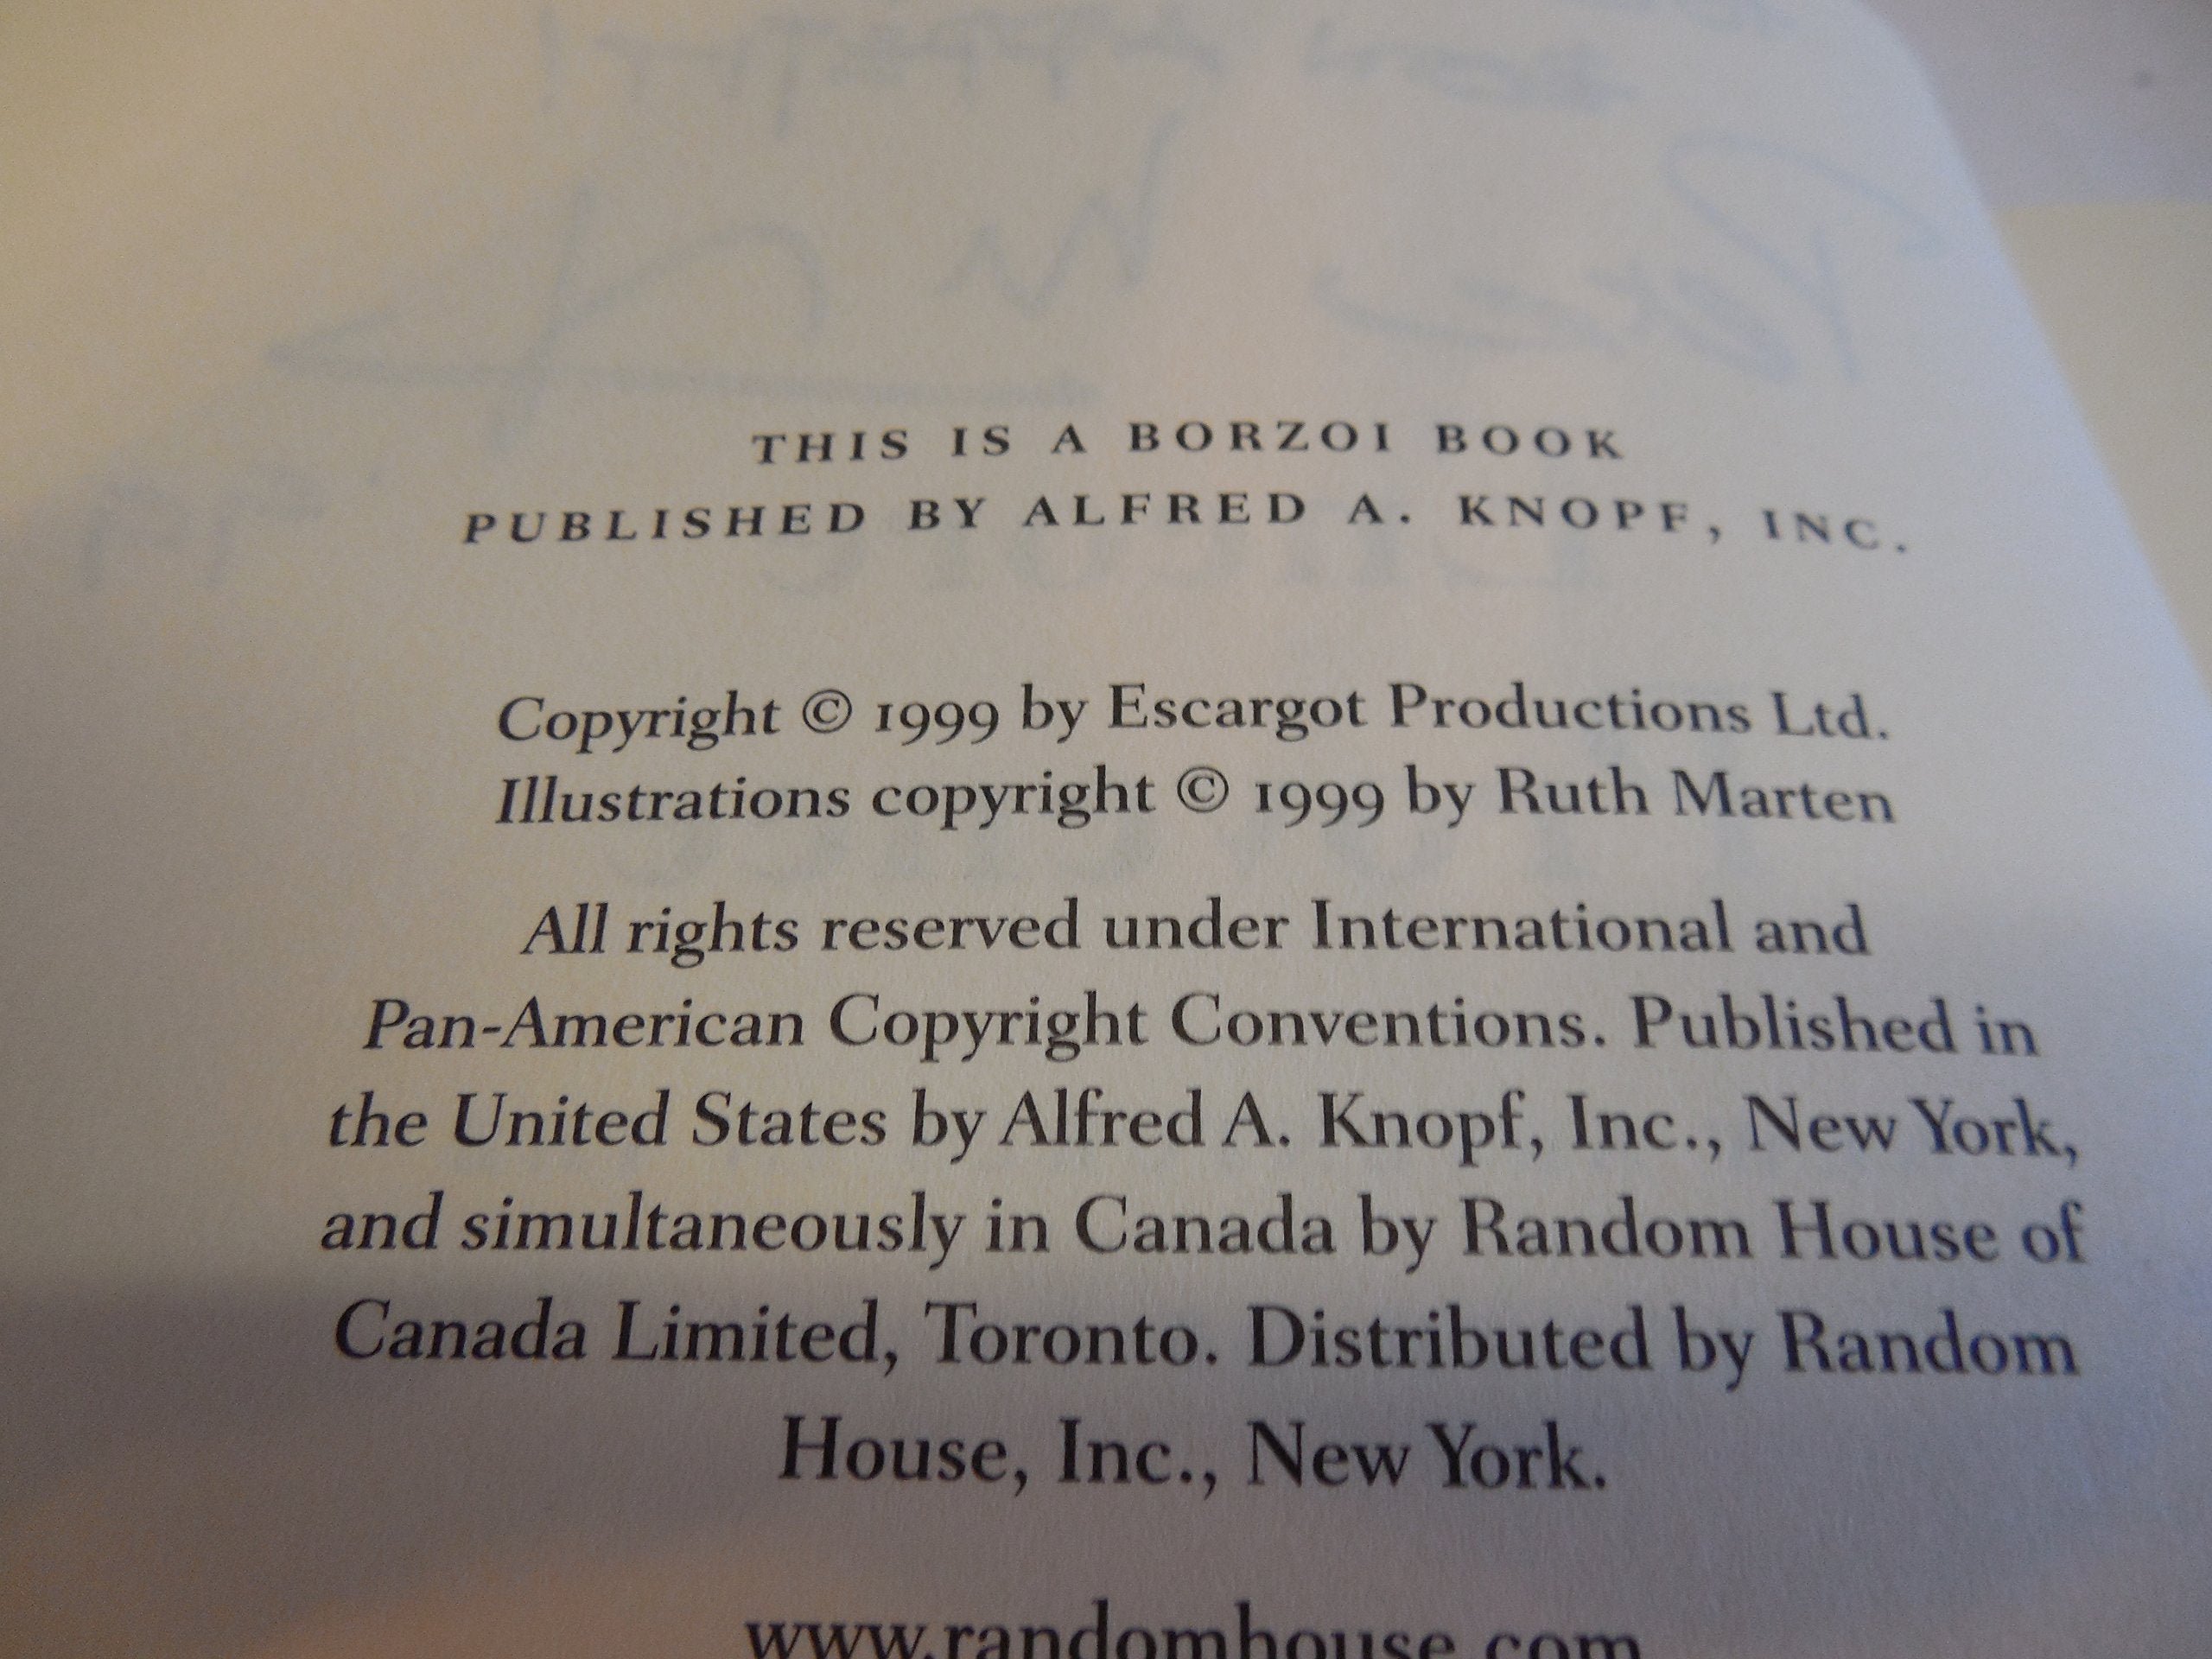 THIS IS A BORZOI BOOK
PUBLISHED BY ALFRED A. KNOPF, INC.
Copyright © 1999 by Escargot Productions Ltd.
Illustrations copyright © 1999 by Ruth Marten
All rights reserved under International and
Pan-American Copyright Conventions. Published in
the United States by Alfred A. Knopf, Inc., New York,
and simultaneously in Canada by Random House of
Canada Limited, Toronto. Distributed by Random
House, Inc., New York.
www.randomhouse.com